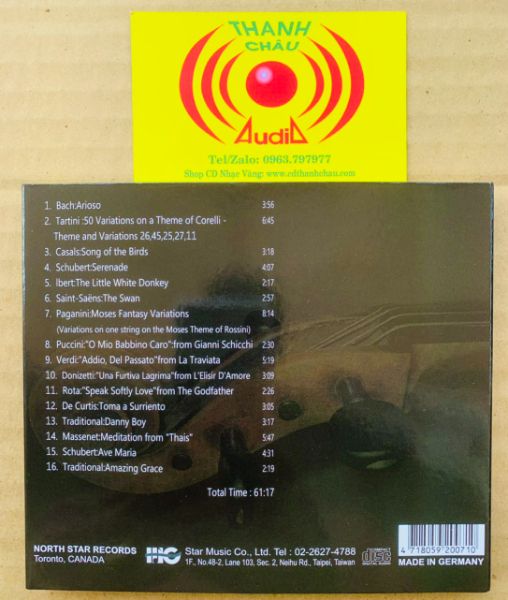 THANH
CHÂU
AudiO
Tel/Zalo: 0963.797977
Shop CD Nhạc Vàng: www.cdthanhchau.com
1. Bach:Arioso 3:56
2. Tartini :50 Variations on a Theme of Corelli - 6:45
Theme and Variations 26,45,25,27,11
3. Casals:Song of the Birds 3:18
4. Schubert:Serenade 4:07
5. Ibert:The Little White Donkey 2:17
6. Saint-Saëns:The Swan 2:57
7. Paganini:Moses Fantasy Variations 8:14
(Variations on one string on the Moses Theme of Rossini)
8. Puccini:"O Mio Babbino Caro":from Gianni Schicchi 2:30
9. Verdi:"Addio, Del Passato"from La Traviata 5:19
10. Donizetti:"Una Furtiva Lagrima"from L'Elisir D'Amore 3:09
11. Rota:"Speak Softly Love"from The Godfather 2:26
12. De Curtis:Toma a Surriento 3:05
13. Traditional:Danny Boy 3:17
14. Massenet:Meditation from "Thais" 5:47
15. Schubert:Ave Maria 4:31
16. Traditional:Amazing Grace 2:19
Total Time : 61:17
NORTH STAR RECORDS
Toronto, CANADA
Star Music Co., Ltd. Tel : 02-2627-4788
1F., No.48-2, Lane 103, Sec. 2, Neihu Rd., Taipei, Taiwan
COMPACT
disc
DIGITAL AUDIO
4 718059 200710
MADE IN GERMANY